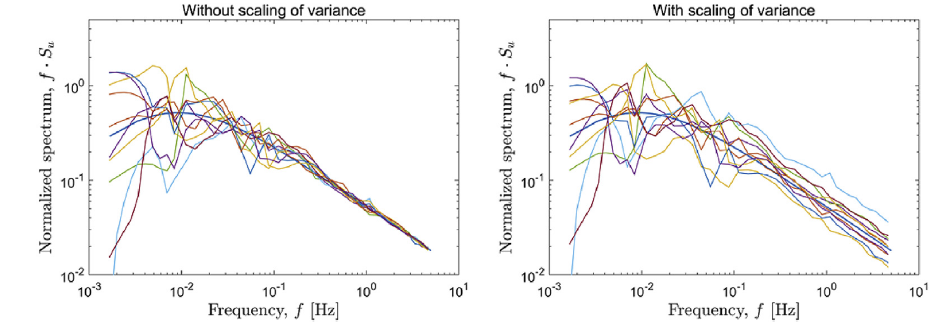 Without scaling of variance
Normalized spectrum, f · S_u
10^0
10^-1
10^-2
10^-3
10^-2
10^-1
10^0
10^1
Frequency, f [Hz]
With scaling of variance
Normalized spectrum, f · S_u
10^0
10^-1
10^-2
10^-3
10^-2
10^-1
10^0
10^1
Frequency, f [Hz]